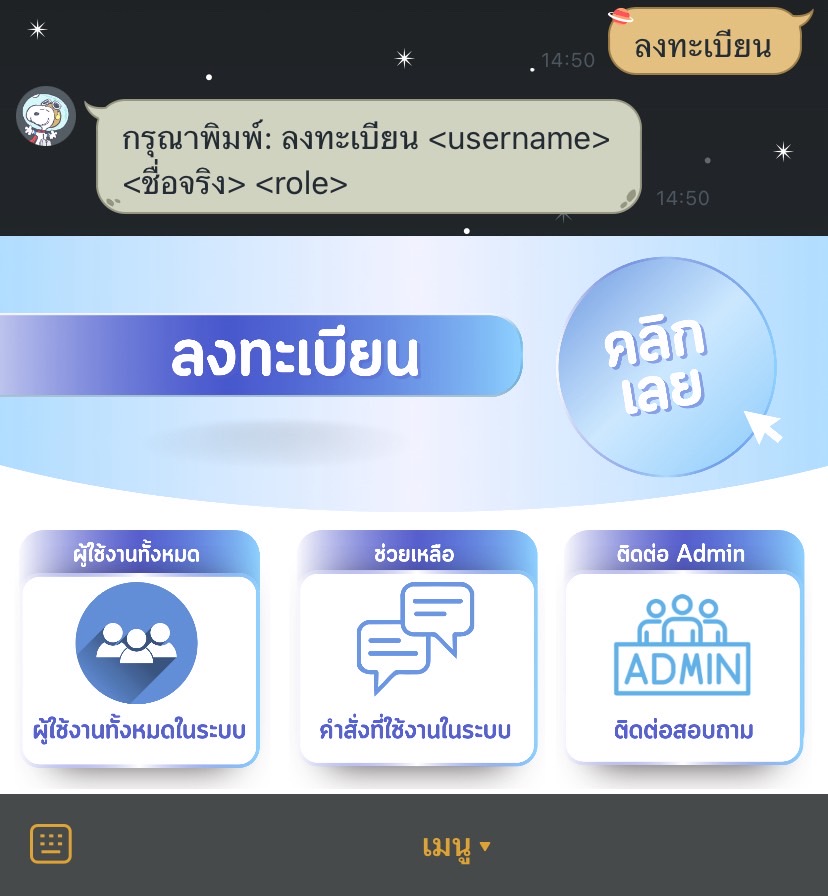 ลงทะเบียน
14:50
กรุณาพิมพ์: ลงทะเบียน <username>
<ชื่อจริง> <role>
14:50
ลงทะเบียน
คลิก
เลย
ผู้ใช้งานทั้งหมด
ผู้ใช้งานทั้งหมดในระบบ
ช่วยเหลือ
คำสั่งที่ใช้งานในระบบ
ติดต่อ Admin
ADMIN
ติดต่อสอบถาม
เมนู ▾